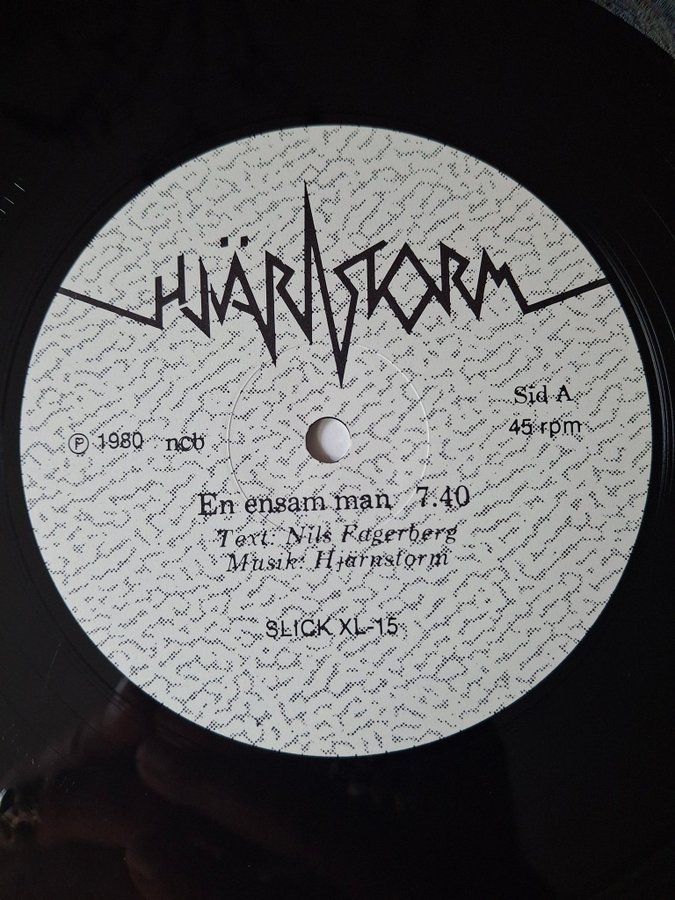 HJÄRNSTORM
Sid A
45 rpm
Ⓟ 1980 ncb
En ensam man 7.40
Text: Nils Fagerberg
Musik: Hjärnstorm
SLICK XL-15